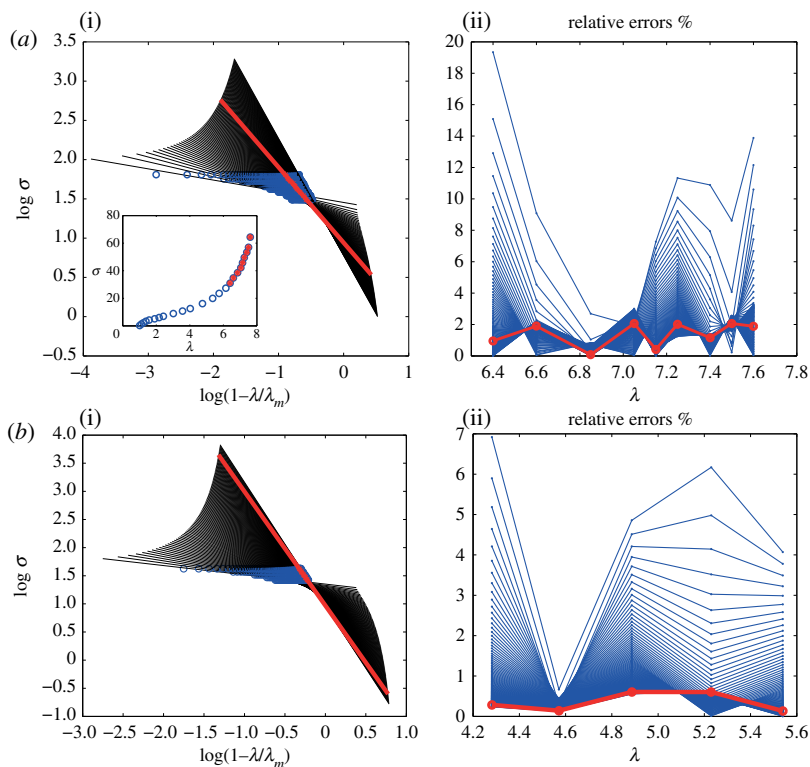 (a) (i)
3.5
3.0
2.5
2.0
1.5
1.0
0.5
0
−0.5
log σ
80
60
40
20
σ
0 2 4 6 8
λ
−4 −3 −2 −1 0 1
log(1−λ/λm)
(ii) relative errors %
20
18
16
14
12
10
8
6
4
2
0
6.4 6.6 6.8 7.0 7.2 7.4 7.6 7.8
λ
(b) (i)
4.0
3.5
3.0
2.5
2.0
1.5
1.0
0.5
0
−0.5
−1.0
log σ
−3.0 −2.5 −2.0 −1.5 −1.0 −0.5 0 0.5 1.0
log(1−λ/λm)
(ii) relative errors %
7
6
5
4
3
2
1
0
4.2 4.4 4.6 4.8 5.0 5.2 5.4 5.6
λ